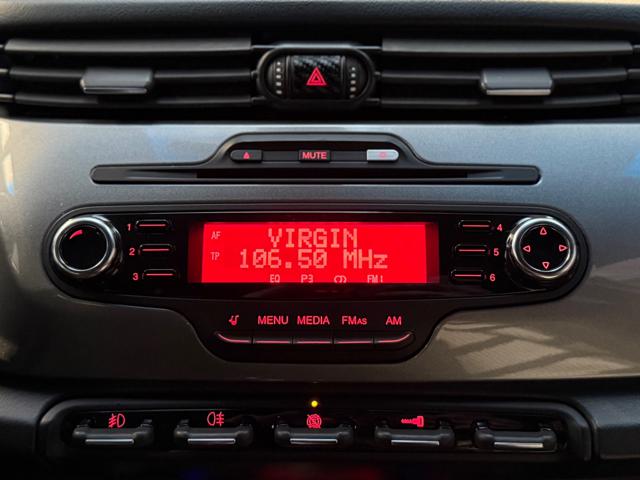 MUTE
1
2
3
AF
TP
VIRGIN
106.50 MHz
EQ P3 FM1
4
5
6
MENU MEDIA FMAS AM